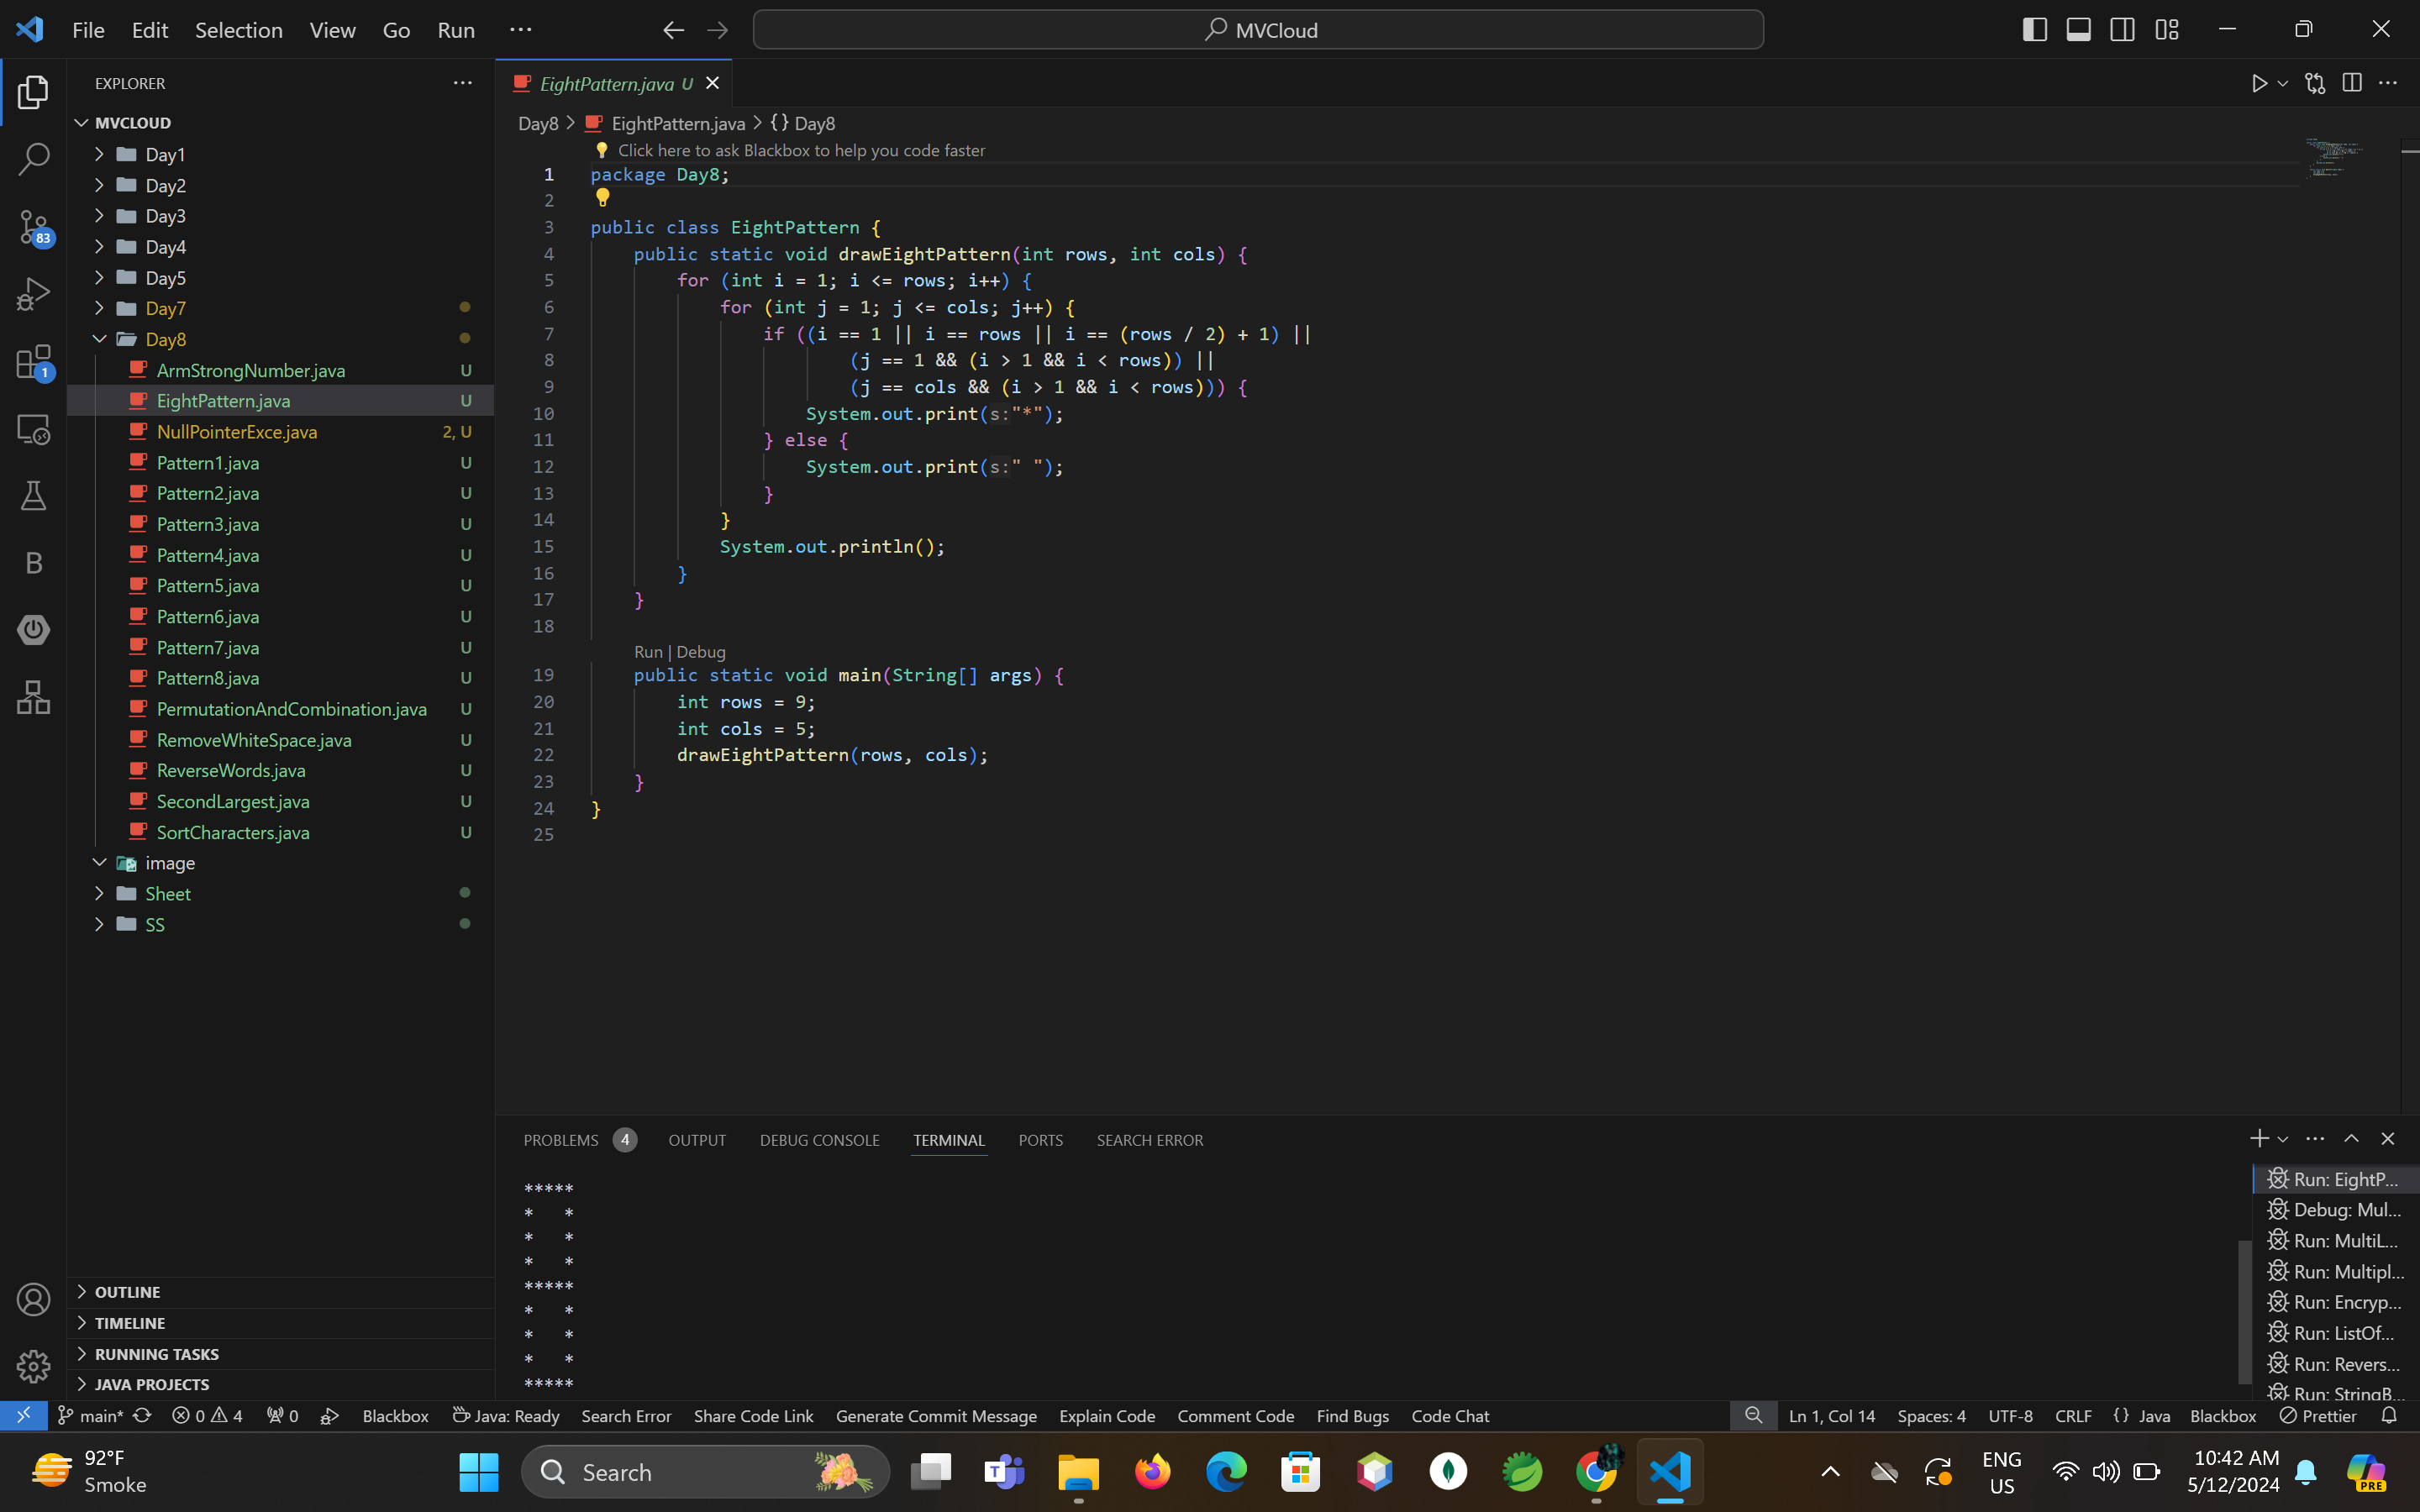 File Edit Selection View Go Run ··· MVCloud
EXPLORER
MVCLOUD
Day1
Day2
Day3
Day4
Day5
Day7
Day8
ArmStrongNumber.java U
EightPattern.java U
NullPointerExce.java 2, U
Pattern1.java U
Pattern2.java U
Pattern3.java U
Pattern4.java U
Pattern5.java U
Pattern6.java U
Pattern7.java U
Pattern8.java U
PermutationAndCombination.java U
RemoveWhiteSpace.java U
ReverseWords.java U
SecondLargest.java U
SortCharacters.java U
image
Sheet
SS
OUTLINE
TIMELINE
RUNNING TASKS
JAVA PROJECTS
83
1
B
EightPattern.java U
Day8 > EightPattern.java > {} Day8
Click here to ask Blackbox to help you code faster
1 package Day8;
2
3 public class EightPattern {
4 public static void drawEightPattern(int rows, int cols) {
5 for (int i = 1; i <= rows; i++) {
6 for (int j = 1; j <= cols; j++) {
7 if ((i == 1 || i == rows || i == (rows / 2) + 1) ||
8 (j == 1 && (i > 1 && i < rows)) ||
9 (j == cols && (i > 1 && i < rows))) {
10 System.out.print(s:"*");
11 } else {
12 System.out.print(s:" ");
13 }
14 }
15 System.out.println();
16 }
17 }
18
Run | Debug
19 public static void main(String[] args) {
20 int rows = 9;
21 int cols = 5;
22 drawEightPattern(rows, cols);
23 }
24 }
25
PROBLEMS 4 OUTPUT DEBUG CONSOLE TERMINAL PORTS SEARCH ERROR
*****
*   *
*   *
*   *
*****
*   *
*   *
*   *
*****
Run: EightP...
Debug: Mul...
Run: MultiL...
Run: Multipl...
Run: Encryp...
Run: ListOf...
Run: Revers...
Run: StringB...
main* 0 4 0 Blackbox Java: Ready Search Error Share Code Link Generate Commit Message Explain Code Comment Code Find Bugs Code Chat Ln 1, Col 14 Spaces: 4 UTF-8 CRLF {} Java Blackbox Prettier
92°F
Smoke
Search
ENG
US
10:42 AM
5/12/2024
PRE